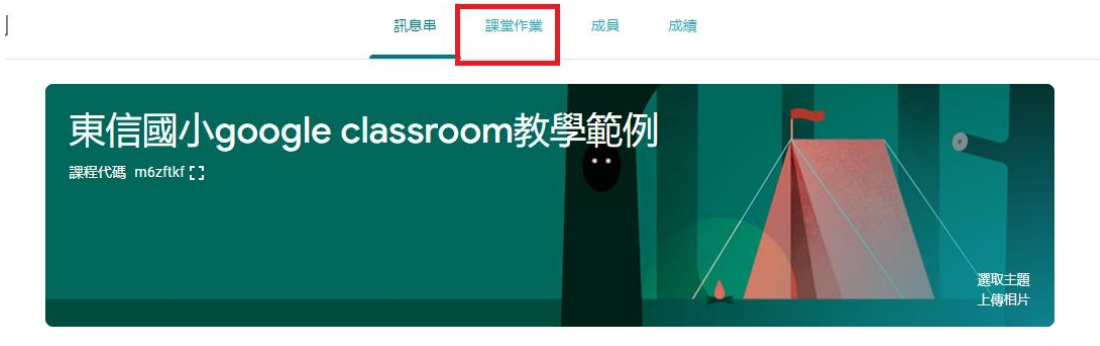 訊息串 課堂作業 成員 成績
東信國小google classroom教學範例
課程代碼 m6zftkf
選取主題
上傳相片